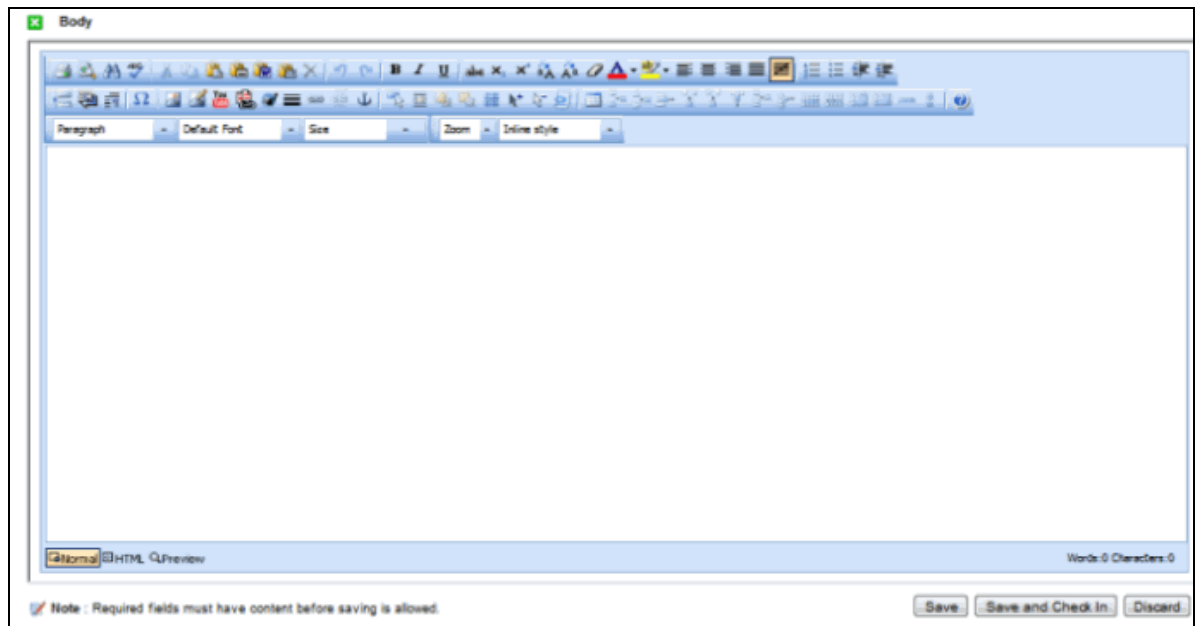 Body
Paragraph Default Font Size Zoom Inline style
Normal HTML Preview Words:0 Characters:0
Note : Required fields must have content before saving is allowed. Save Save and Check In Discard